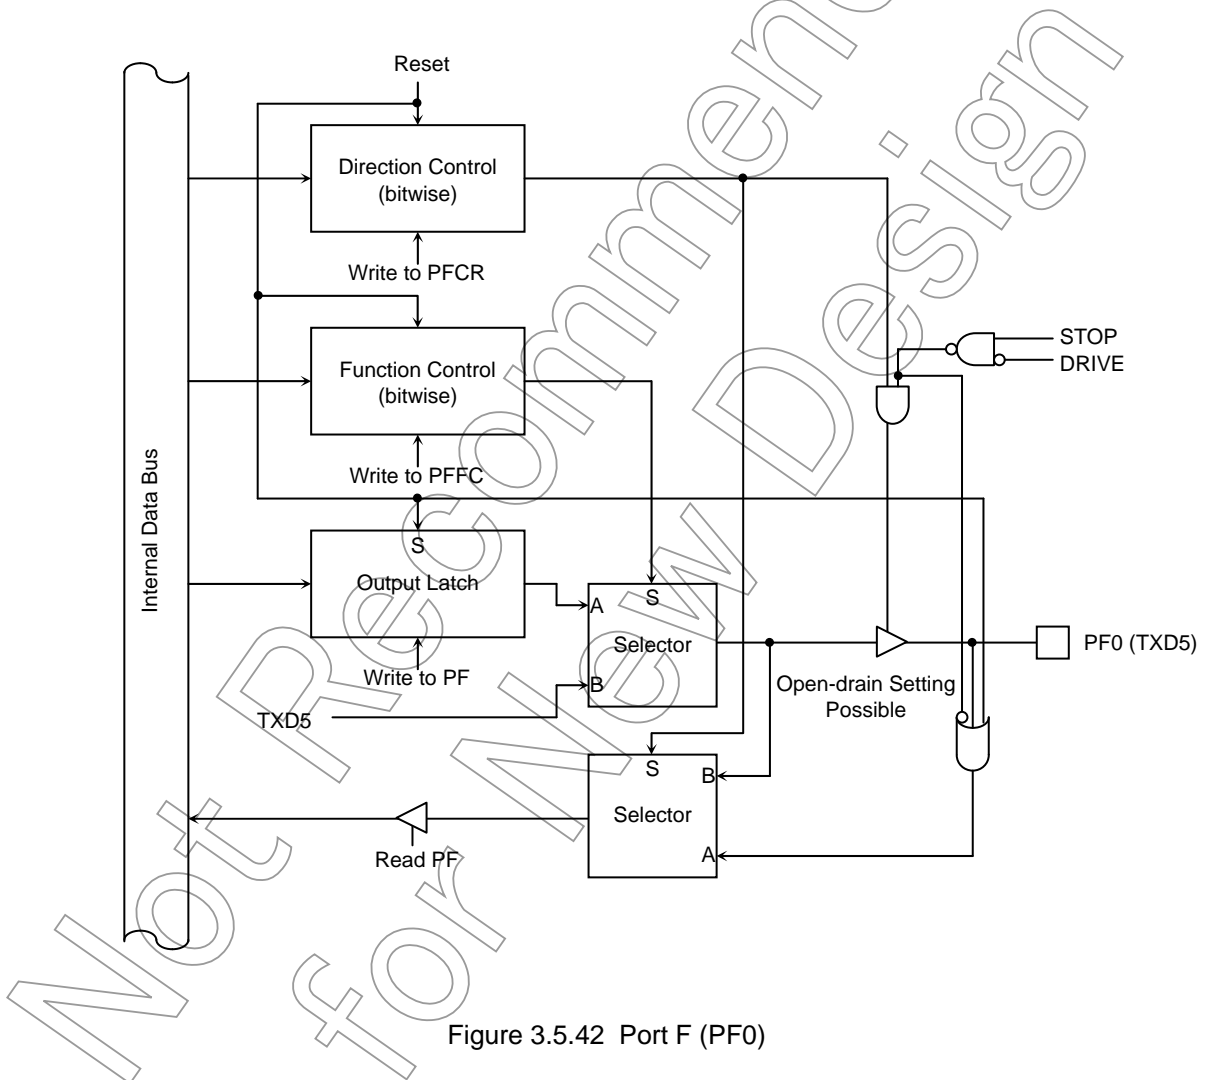 Reset
Direction Control
(bitwise)
Write to PFCR
Function Control
(bitwise)
Write to PFFC
STOP
DRIVE
Internal Data Bus
S
Output Latch
Write to PF
TXD5
A
S
Selector
B
PF0 (TXD5)
Open-drain Setting
Possible
S
B
Selector
A
Read PF
Not Recommend
for New Design
Figure 3.5.42 Port F (PF0)